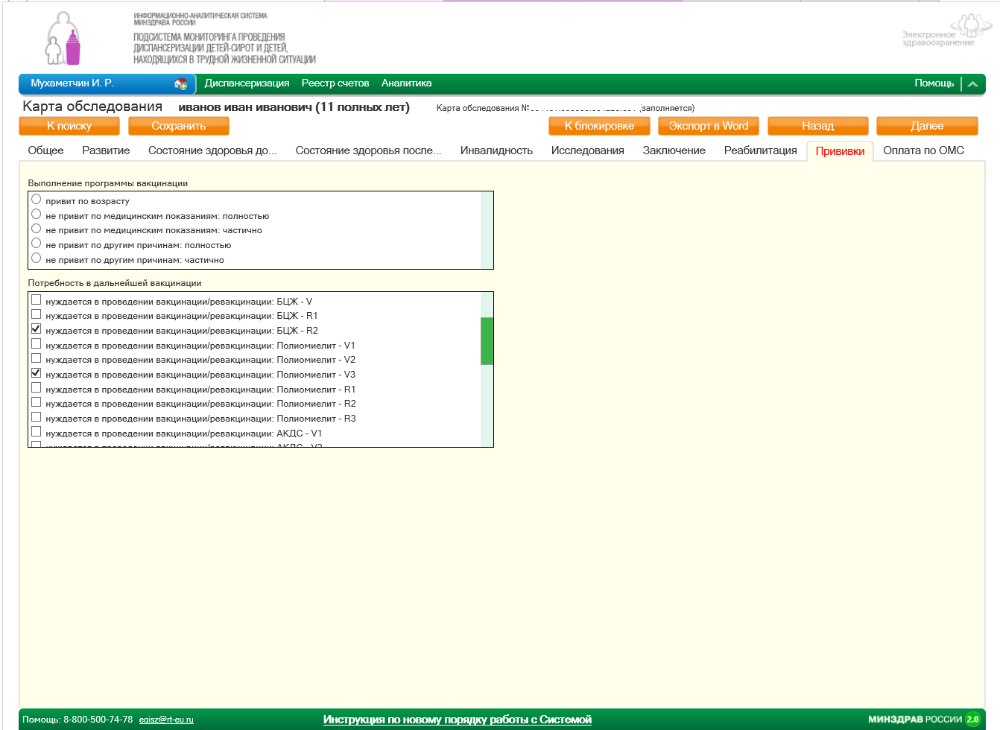 ИНФОРМАЦИОННО-АНАЛИТИЧЕСКАЯ СИСТЕМА
МИНЗДРАВА РОССИИ
ПОДСИСТЕМА МОНИТОРИНГА ПРОВЕДЕНИЯ
ДИСПАНСЕРИЗАЦИИ ДЕТЕЙ-СИРОТ И ДЕТЕЙ,
НАХОДЯЩИХСЯ В ТРУДНОЙ ЖИЗНЕННОЙ СИТУАЦИИ
Электронное
здравоохранение
Мухаметчин И. Р. Диспансеризация Реестр счетов Аналитика Помощь
Карта обследования иванов иван иванович (11 полных лет) Карта обследования № (заполняется)
К поиску Сохранить К блокировке Экспорт в Word Назад Далее
Общее Развитие Состояние здоровья до... Состояние здоровья после... Инвалидность Исследования Заключение Реабилитация Прививки Оплата по ОМС
Выполнение программы вакцинации
привит по возрасту
не привит по медицинским показаниям: полностью
не привит по медицинским показаниям: частично
не привит по другим причинам: полностью
не привит по другим причинам: частично
Потребность в дальнейшей вакцинации
нуждается в проведении вакцинации/ревакцинации: БЦЖ - V
нуждается в проведении вакцинации/ревакцинации: БЦЖ - R1
нуждается в проведении вакцинации/ревакцинации: БЦЖ - R2
нуждается в проведении вакцинации/ревакцинации: Полиомиелит - V1
нуждается в проведении вакцинации/ревакцинации: Полиомиелит - V2
нуждается в проведении вакцинации/ревакцинации: Полиомиелит - V3
нуждается в проведении вакцинации/ревакцинации: Полиомиелит - R1
нуждается в проведении вакцинации/ревакцинации: Полиомиелит - R2
нуждается в проведении вакцинации/ревакцинации: Полиомиелит - R3
нуждается в проведении вакцинации/ревакцинации: АКДС - V1
нуждается в проведении вакцинации/ревакцинации: АКДС - V2
Помощь: 8-800-500-74-78 egisz@rt-eu.ru Инструкция по новому порядку работы с Системой МИНЗДРАВ РОССИИ 2.0